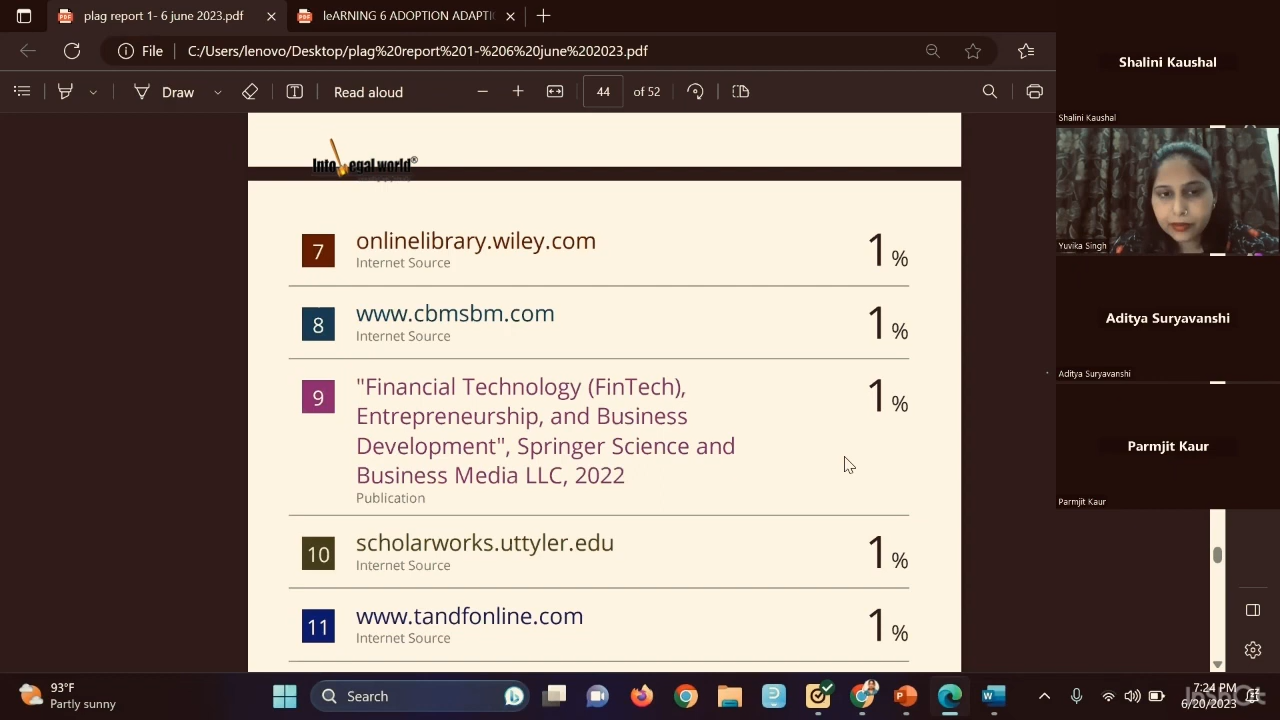 plag report 1- 6 june 2023.pdf
leARNING 6 ADOPTION ADAPTI
File
C:/Users/lenovo/Desktop/plag%20report%201-%206%20june%202023.pdf
Draw
Read aloud
44
of 52
Into legal world®
7
onlinelibrary.wiley.com
Internet Source
1%
8
www.cbmsbm.com
Internet Source
1%
9
"Financial Technology (FinTech),
Entrepreneurship, and Business
Development", Springer Science and
Business Media LLC, 2022
Publication
1%
10
scholarworks.uttyler.edu
Internet Source
1%
11
www.tandfonline.com
Internet Source
1%
Shalini Kaushal
Shalini Kaushal
Yuvika Singh
Aditya Suryavanshi
Aditya Suryavanshi
Parmjit Kaur
Parmjit Kaur
93°F
Partly sunny
Search
7:24 PM
6/20/2023
InShOt